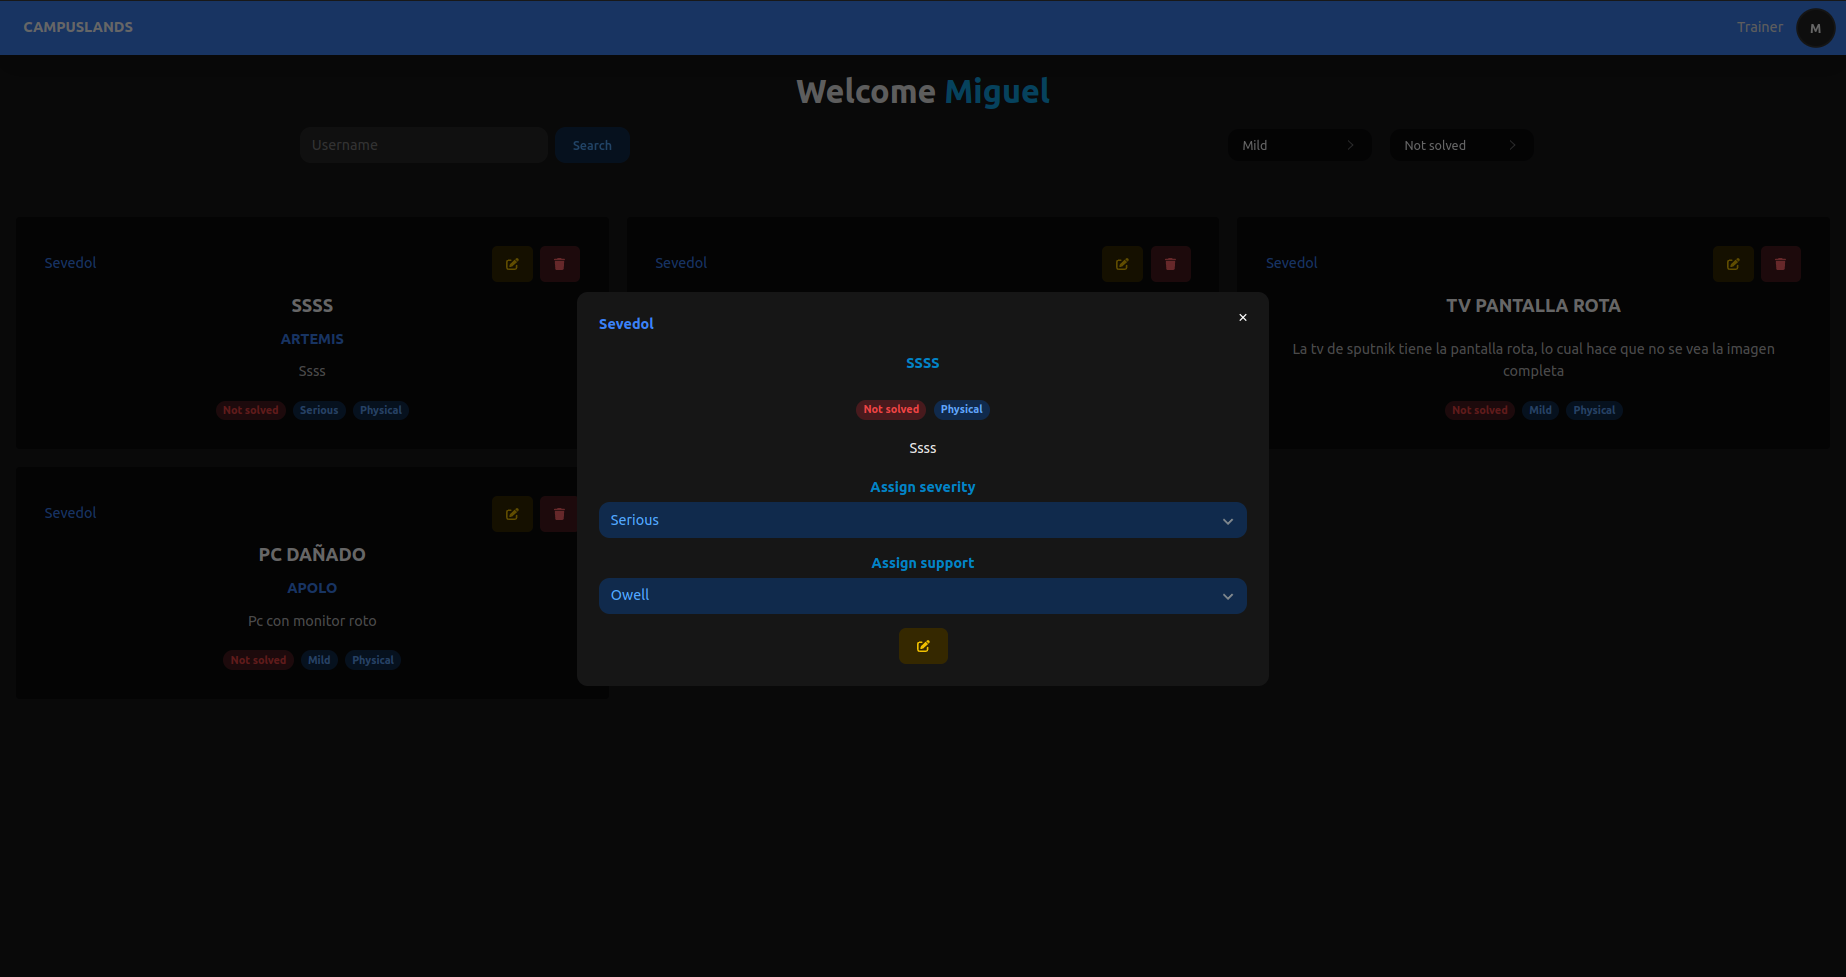 CAMPUSLANDS
Trainer
M
Welcome Miguel
Username
Search
Mild
Not solved
Sevedol
SSSS
ARTEMIS
Ssss
Not solved Serious Physical
Sevedol
Sevedol
TV PANTALLA ROTA
La tv de sputnik tiene la pantalla rota, lo cual hace que no se vea la imagen
completa
Not solved Mild Physical
Sevedol
PC DAÑADO
APOLO
Pc con monitor roto
Not solved Mild Physical
Sevedol
SSSS
Not solved Physical
Ssss
Assign severity
Serious
Assign support
Owell